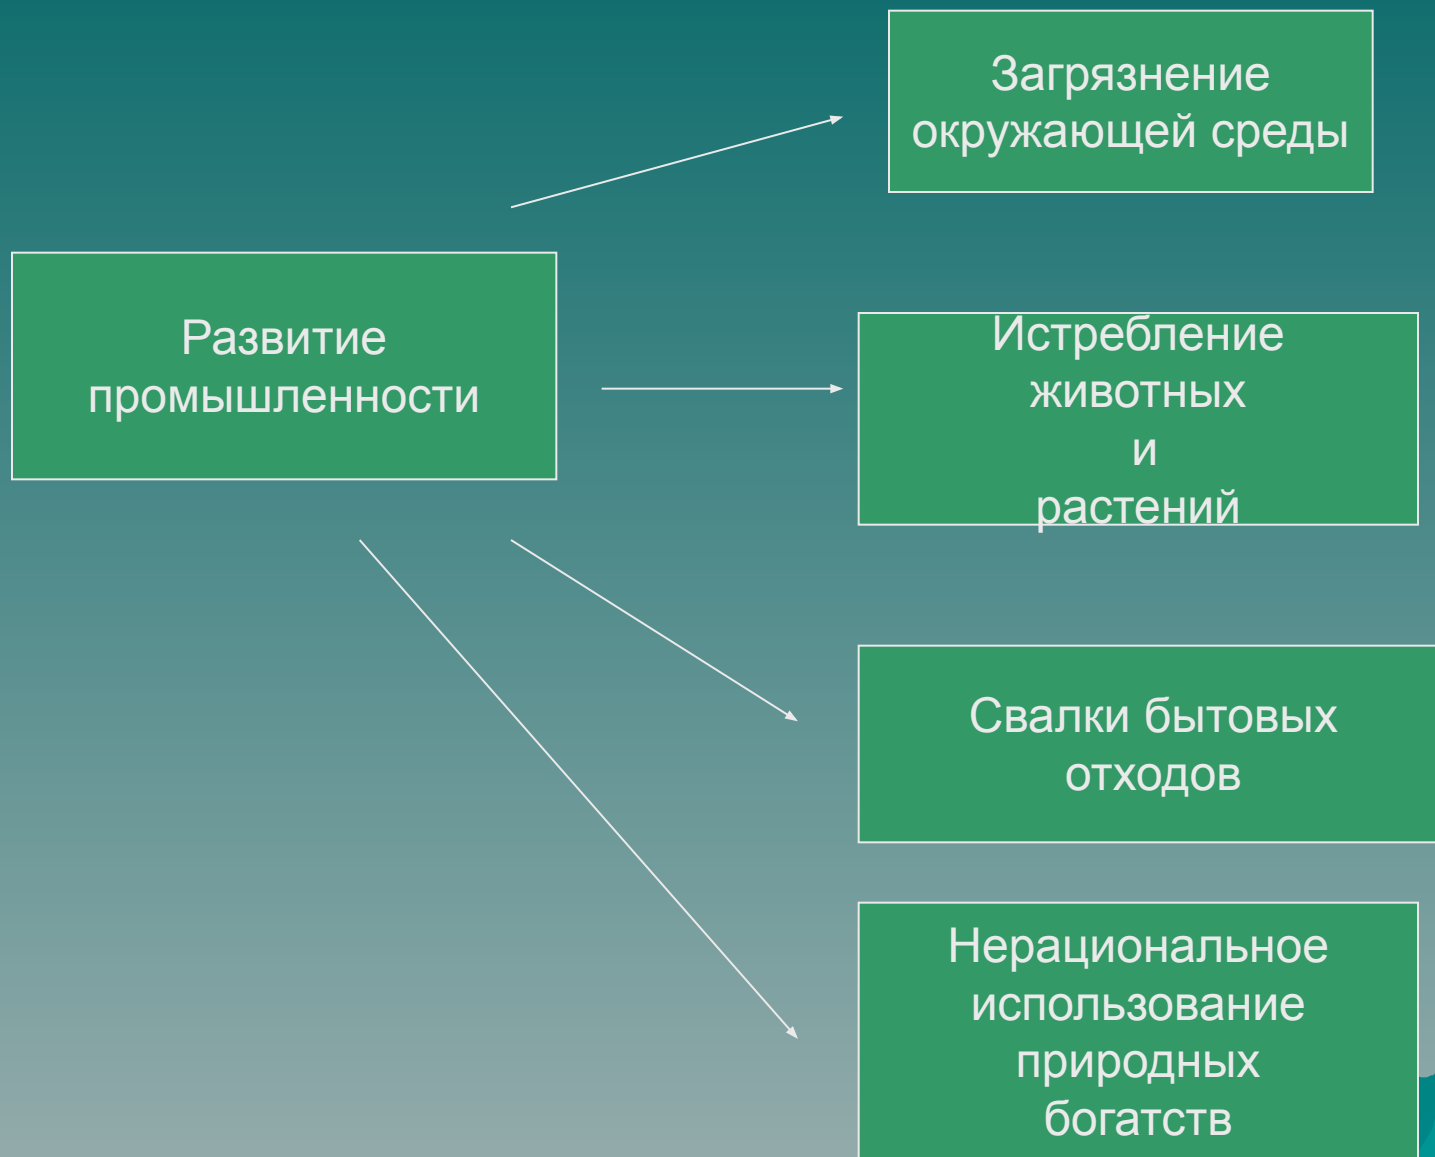 Загрязнение
окружающей среды
Развитие
промышленности
Истребление
животных
и
растений
Свалки бытовых
отходов
Нерациональное
использование
природных
богатств